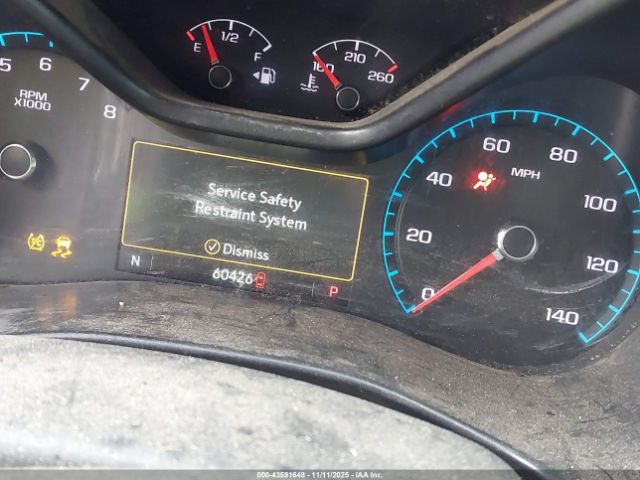 E 1/2 F
160 210 260
5 6 7 8
RPM
X1000
0 20 40 60 80 100 120 140
MPH
Service Safety
Restraint System
Dismiss
N 60426 P
000-43591648 - 11/11/2025 - IAA Inc.